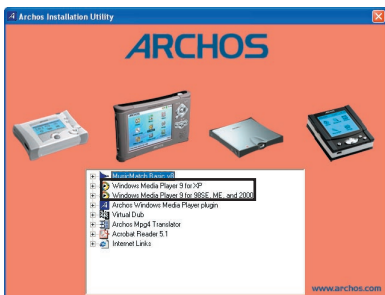 Archos Installation Utility
ARCHOS
MusicMatch Basic v8
Windows Media Player 9 for XP
Windows Media Player 9 for 98SE, ME, and 2000
Archos Windows Media Player plugin
Virtual Dub
Archos Mpg4 Translator
Acrobat Reader 5.1
Internet Links
www.archos.com